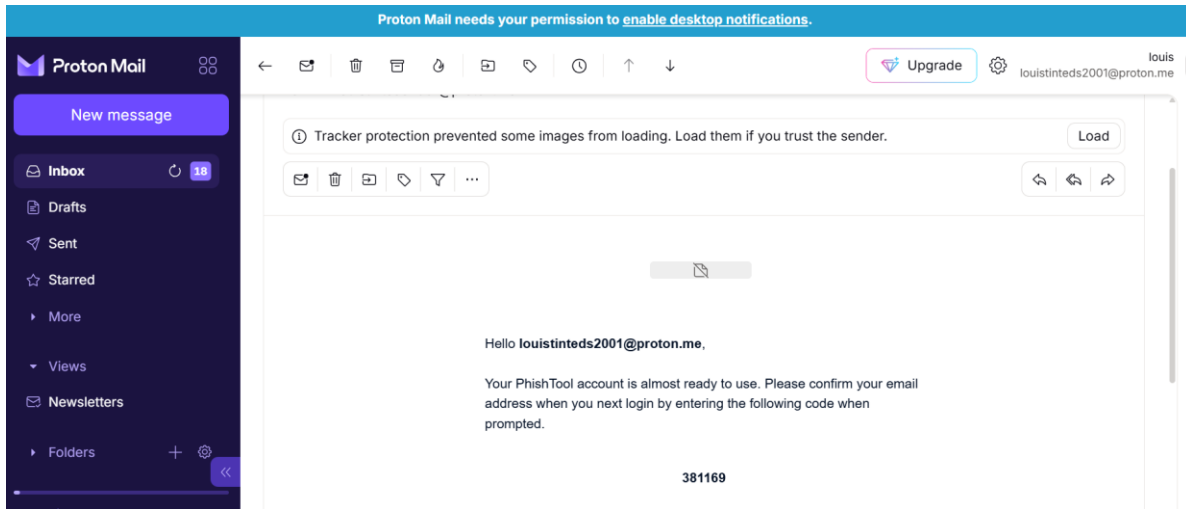 Proton Mail needs your permission to enable desktop notifications.
Proton Mail
Upgrade
louis
louistinteds2001@proton.me
New message
Tracker protection prevented some images from loading. Load them if you trust the sender.
Load
Inbox
18
Drafts
Sent
Starred
More
Views
Newsletters
Folders
Hello louistinteds2001@proton.me,
Your PhishTool account is almost ready to use. Please confirm your email
address when you next login by entering the following code when
prompted.
381169